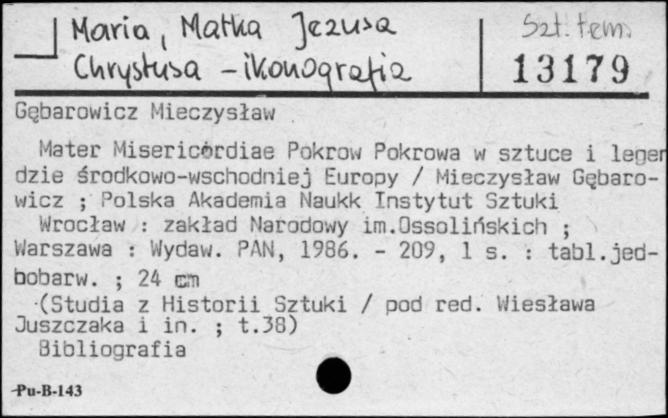 Maria, Matka Jezusa
Szt. tem.
Chrystusa - ikonografia
13179
Gębarowicz Mieczysław
Mater Misericordiae Pokrow Pokrowa w sztuce i legen
dzie środkowo-wschodniej Europy / Mieczysław Gębaro-
wicz ; Polska Akademia Naukk Instytut Sztuki
Wrocław : zakład Narodowy im.Ossolińskich ;
Warszawa : Wydaw. PAN, 1986. - 209, 1 s. : tabl.jed-
bobarw. ; 24 cm
(Studia z Historii Sztuki / pod red. Wiesława
Juszczaka i in. ; t.38)
Bibliografia
Pu-B-143